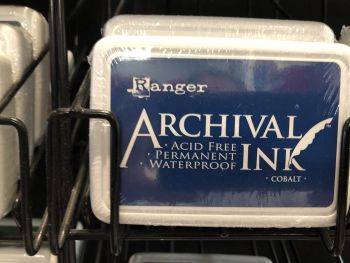 Ranger
ARCHIVAL
· ACID FREE
· PERMANENT
· WATERPROOF
INK
· COBALT ·